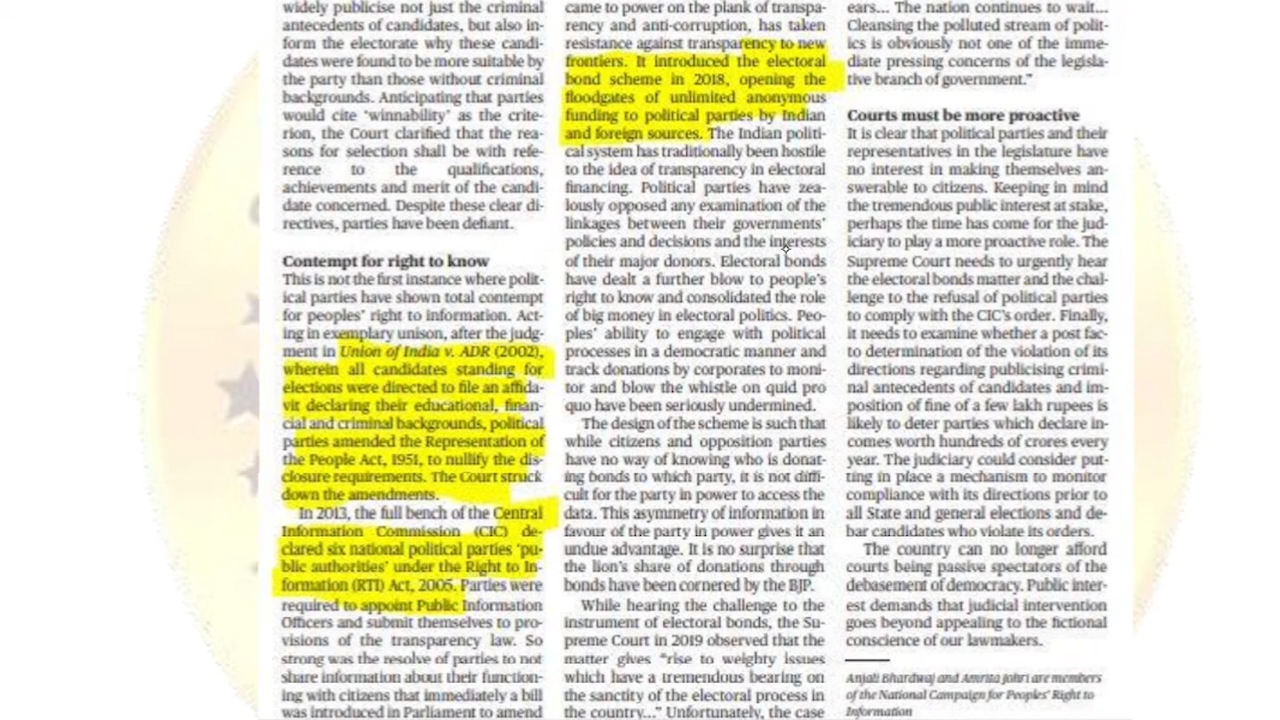 widely publicise not just the criminal
antecedents of candidates, but also in-
form the electorate why these candi-
dates were found to be more suitable by
the party than those without criminal
backgrounds. Anticipating that parties
would cite 'winnability' as the crite-
rion, the Court clarified that the rea-
sons for selection shall be with refe-
rence to the qualifications,
achievements and merit of the candi-
date concerned. Despite these clear di-
rectives, parties have been defiant.
Contempt for right to know
This is not the first instance where polit-
ical parties have shown total contempt
for peoples' right to information. Act-
ing in exemplary unison, after the judg-
ment in Union of India v. ADR (2002),
wherein all candidates standing for
elections were directed to file an affida-
vit declaring their educational, finan-
cial and criminal backgrounds, political
parties amended the Representation of
the People Act, 1951, to nullify the dis-
closure requirements. The Court struck
down the amendments.
In 2013, the full bench of the Central
Information Commission (CIC) de-
clared six national political parties 'pu-
blic authorities' under the Right to In-
formation (RTI) Act, 2005. Parties were
required to appoint Public Information
Officers and submit themselves to pro-
visions of the transparency law. So
strong was the resolve of parties to not
share information about their function-
ing with citizens that immediately a bill
was introduced in Parliament to amend
came to power on the plank of transpa-
rency and anti-corruption, has taken
resistance against transparency to new
frontiers. It introduced the electoral
bond scheme in 2018, opening the
floodgates of unlimited anonymous
funding to political parties by Indian
and foreign sources. The Indian politi-
cal system has traditionally been hostile
to the idea of transparency in electoral
financing. Political parties have zea-
lously opposed any examination of the
linkages between their governments'
policies and decisions and the interests
of their major donors. Electoral bonds
have dealt a further blow to people's
right to know and consolidated the role
of big money in electoral politics. Peo-
ples' ability to engage with political
processes in a democratic manner and
track donations by corporates to moni-
tor and blow the whistle on quid pro
quo have been seriously undermined.
The design of the scheme is such that
while citizens and opposition parties
have no way of knowing who is donat-
ing bonds to which party, it is not diffi-
cult for the party in power to access the
data. This asymmetry of information in
favour of the party in power gives it an
undue advantage. It is no surprise that
the lion's share of donations through
bonds have been cornered by the BJP.
While hearing the challenge to the
instrument of electoral bonds, the Su-
preme Court in 2019 observed that the
matter gives "rise to weighty issues
which have a tremendous bearing on
the sanctity of the electoral process in
the country..." Unfortunately, the case
ears... The nation continues to wait...
Cleansing the polluted stream of polit-
ics is obviously not one of the imme-
diate pressing concerns of the legisla-
tive branch of government."
Courts must be more proactive
It is clear that political parties and their
representatives in the legislature have
no interest in making themselves an-
swerable to citizens. Keeping in mind
the tremendous public interest at stake,
perhaps the time has come for the jud-
iciary to play a more proactive role. The
Supreme Court needs to urgently hear
the electoral bonds matter and the chal-
lenge to the refusal of political parties
to comply with the CIC's order. Finally,
it needs to examine whether a post fac-
to determination of the violation of its
directions regarding publicising crimi-
nal antecedents of candidates and im-
position of fine of a few lakh rupees is
likely to deter parties which declare in-
comes worth hundreds of crores every
year. The judiciary could consider put-
ting in place a mechanism to monitor
compliance with its directions prior to
all State and general elections and de-
bar candidates who violate its orders.
The country can no longer afford
courts being passive spectators of the
debasement of democracy. Public inter-
est demands that judicial intervention
goes beyond appealing to the fictional
conscience of our lawmakers.
Anjali Bhardwaj and Amrita Johri are members
of the National Campaign for Peoples' Right to
Information